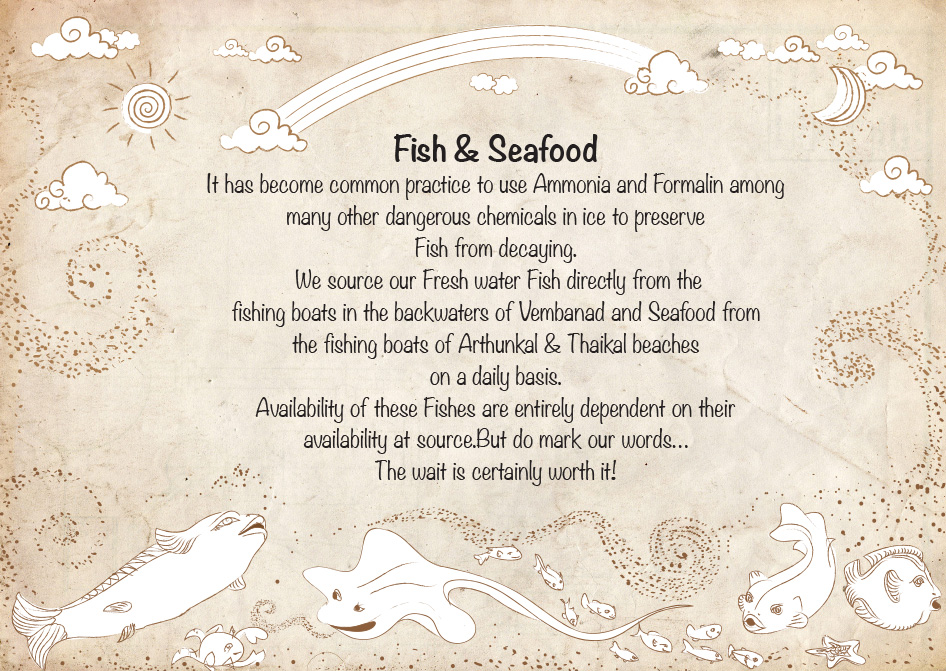 Fish & Seafood
It has become common practice to use Ammonia and Formalin among
many other dangerous chemicals in ice to preserve
Fish from decaying.
We source our Fresh water Fish directly from the
fishing boats in the backwaters of Vembanad and Seafood from
the fishing boats of Arthunkal & Thaikal beaches
on a daily basis.
Availability of these Fishes are entirely dependent on their
availability at source.But do mark our words...
The wait is certainly worth it!